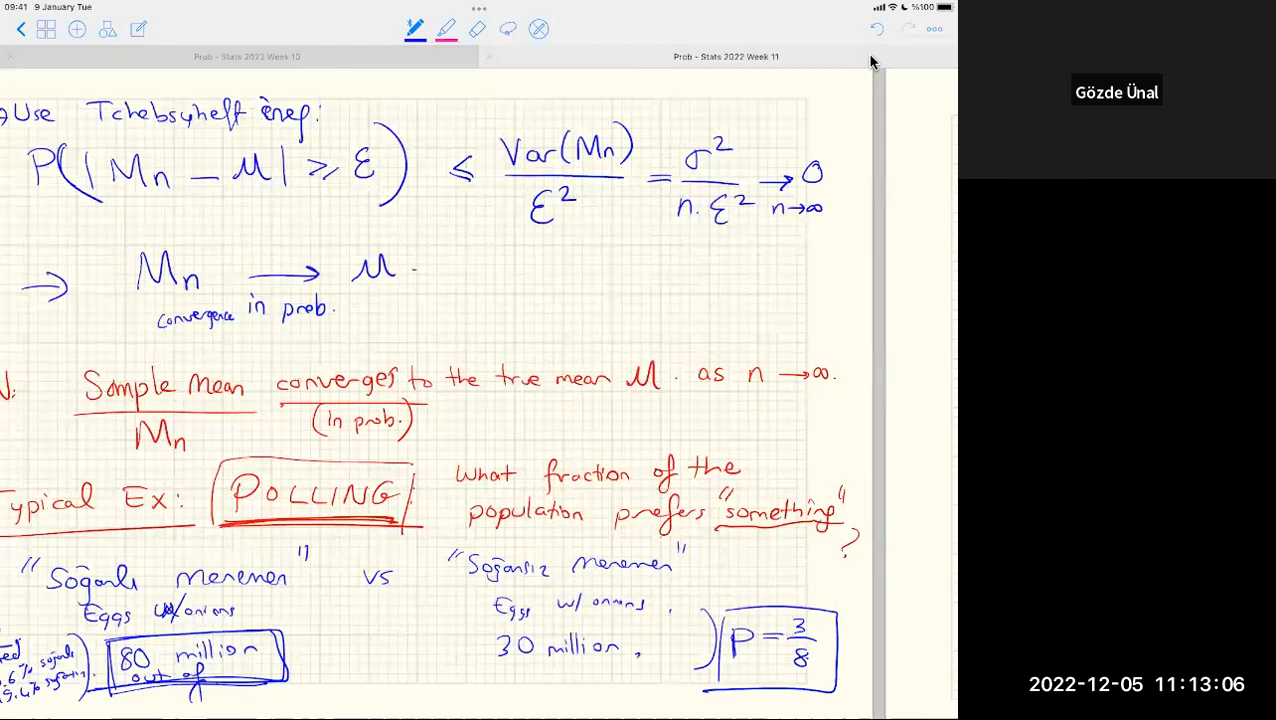 09:41 9 January Tue
%100
Prob - Stats 2022 Week 10
Prob - Stats 2022 Week 11
Gözde Ünal
Use Tchebsyheff
P(|Mn − μ| ≥ ε) ≤ Var(Mn) / ε² = σ² / n.ε² → 0
n→∞
⇒ Mn → μ.
convergence in prob.
Sample Mean converges to the true mean μ. as n → ∞.
(in prob.)
Mn
Typical Ex: POLLING
What fraction of the
population prefers "something"
?
"Soğanlı menemen" vs "Soğansız menemen"
Eggs w/onions
Eggs w/ onions.
80 million
out of
30 million,
P = 3/8
2022-12-05 11:13:06